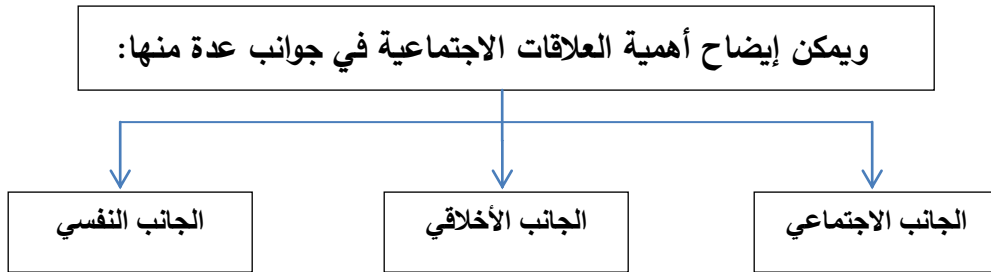 ويمكن إيضاح أهمية العلاقات الاجتماعية في جوانب عدة منها:
الجانب الاجتماعي
الجانب الأخلاقي
الجانب النفسي